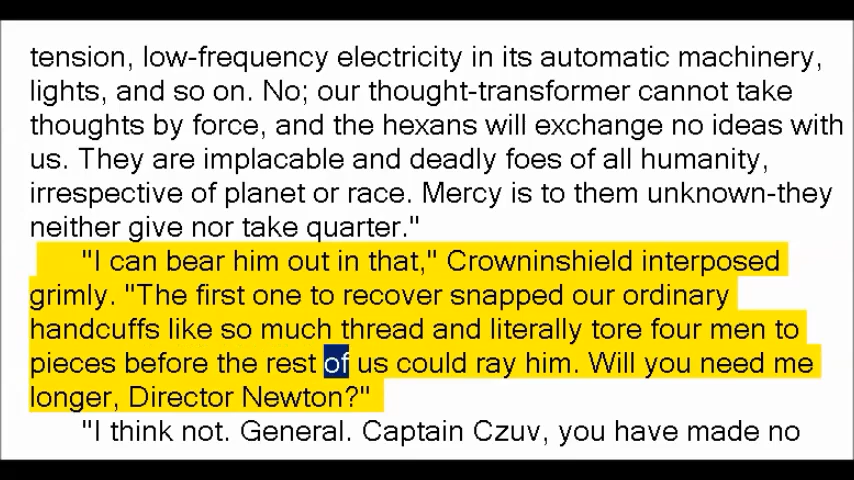 tension, low-frequency electricity in its automatic machinery,
lights, and so on. No; our thought-transformer cannot take
thoughts by force, and the hexans will exchange no ideas with
us. They are implacable and deadly foes of all humanity,
irrespective of planet or race. Mercy is to them unknown-they
neither give nor take quarter."
"I can bear him out in that," Crowninshield interposed
grimly. "The first one to recover snapped our ordinary
handcuffs like so much thread and literally tore four men to
pieces before the rest of us could ray him. Will you need me
longer, Director Newton?"
"I think not. General. Captain Czuv, you have made no